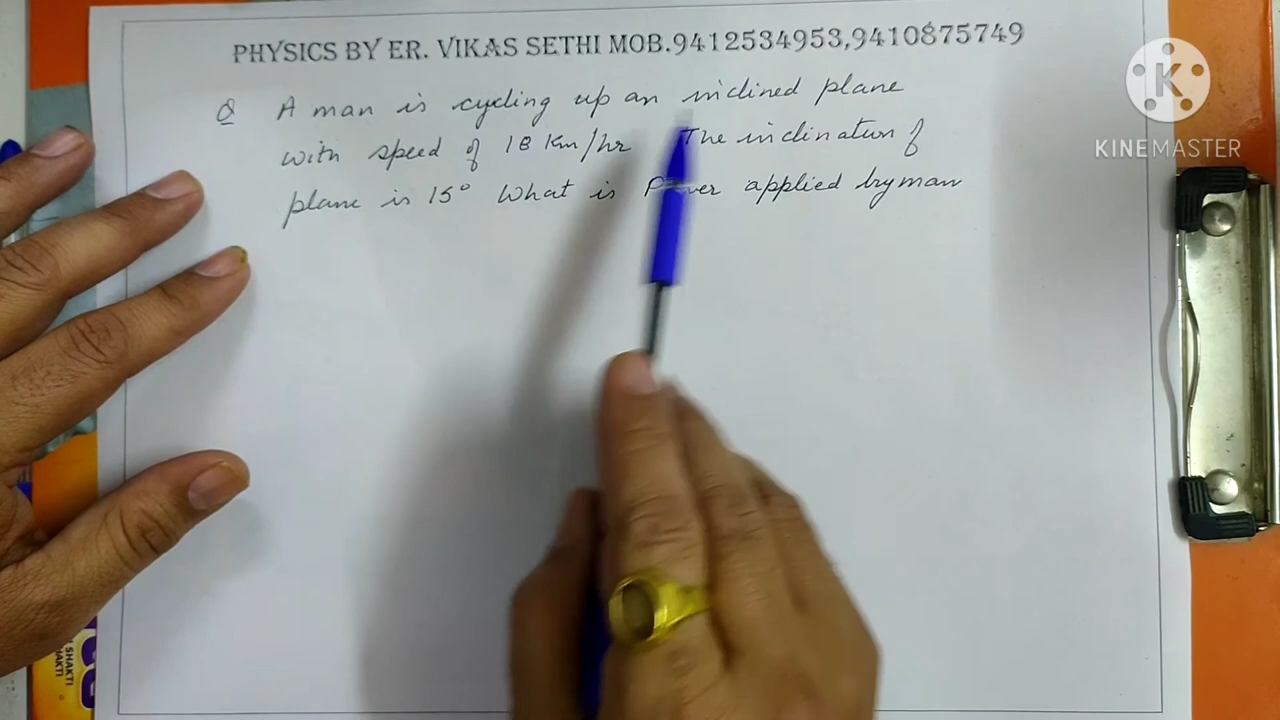 PHYSICS BY ER. VIKAS SETHI MOB.9412534953,9410875749
Q A man is cycling up an inclined plane
with speed of 18 Km/hr The inclination of
plane is 15° What is Power applied by man
K
KINEMASTER